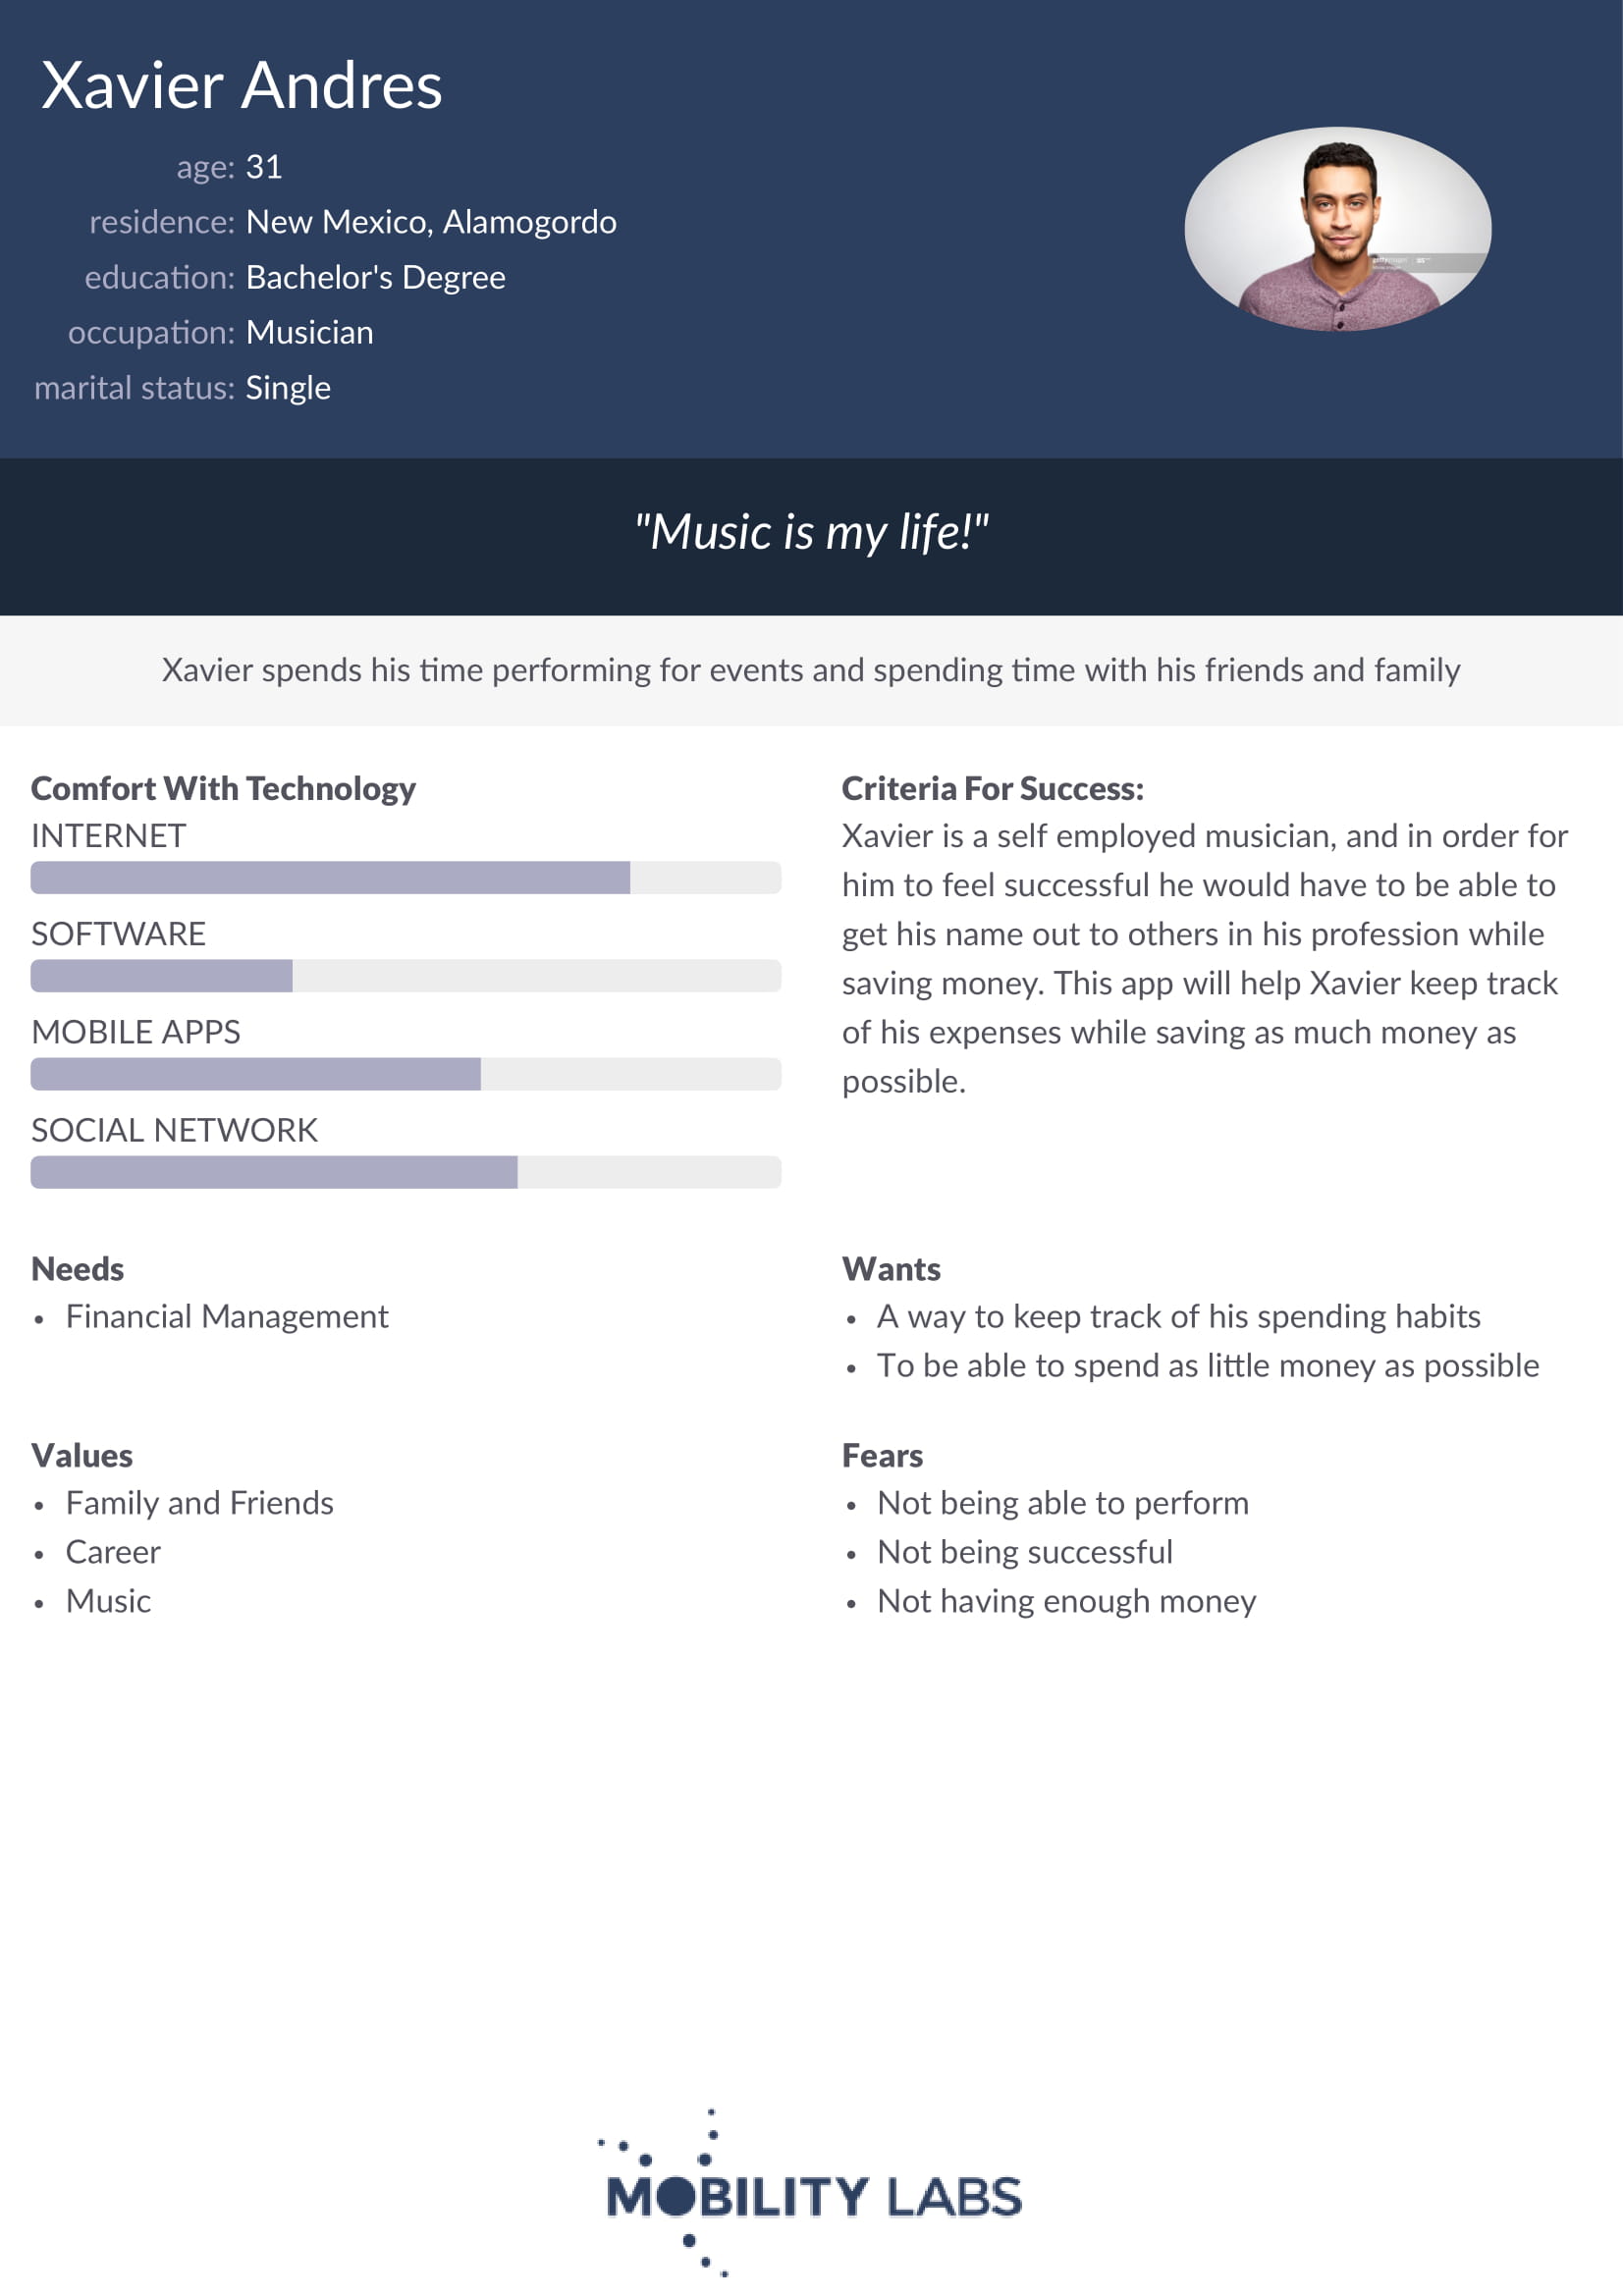 Xavier Andres
age: 31
residence: New Mexico, Alamogordo
education: Bachelor's Degree
occupation: Musician
marital status: Single
gettyimages
"Music is my life!"
Xavier spends his time performing for events and spending time with his friends and family
Comfort With Technology
INTERNET
SOFTWARE
MOBILE APPS
SOCIAL NETWORK
Criteria For Success:
Xavier is a self employed musician, and in order for
him to feel successful he would have to be able to
get his name out to others in his profession while
saving money. This app will help Xavier keep track
of his expenses while saving as much money as
possible.
Needs
• Financial Management
Wants
• A way to keep track of his spending habits
• To be able to spend as little money as possible
Values
• Family and Friends
• Career
• Music
Fears
• Not being able to perform
• Not being successful
• Not having enough money
MOBILITY LABS